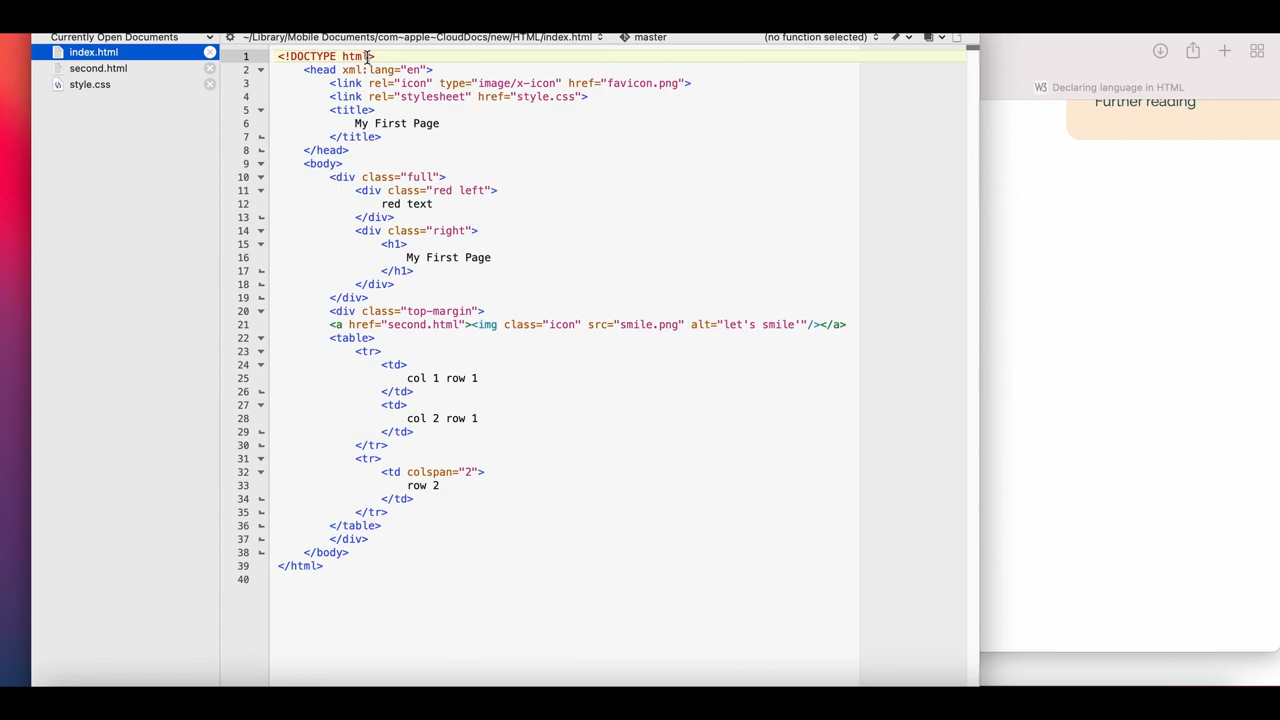 Currently Open Documents
~/Library/Mobile Documents/com~apple~CloudDocs/new/HTML/index.html
master
(no function selected)
index.html
second.html
style.css
1 <!DOCTYPE html>
2 <head xml:lang="en">
3 <link rel="icon" type="image/x-icon" href="favicon.png">
4 <link rel="stylesheet" href="style.css">
5 <title>
6 My First Page
7 </title>
8 </head>
9 <body>
10 <div class="full">
11 <div class="red left">
12 red text
13 </div>
14 <div class="right">
15 <h1>
16 My First Page
17 </h1>
18 </div>
19 </div>
20 <div class="top-margin">
21 <a href="second.html"><img class="icon" src="smile.png" alt="let's smile'"/></a>
22 <table>
23 <tr>
24 <td>
25 col 1 row 1
26 </td>
27 <td>
28 col 2 row 1
29 </td>
30 </tr>
31 <tr>
32 <td colspan="2">
33 row 2
34 </td>
35 </tr>
36 </table>
37 </div>
38 </body>
39 </html>
40
W3 Declaring language in HTML
Further reading